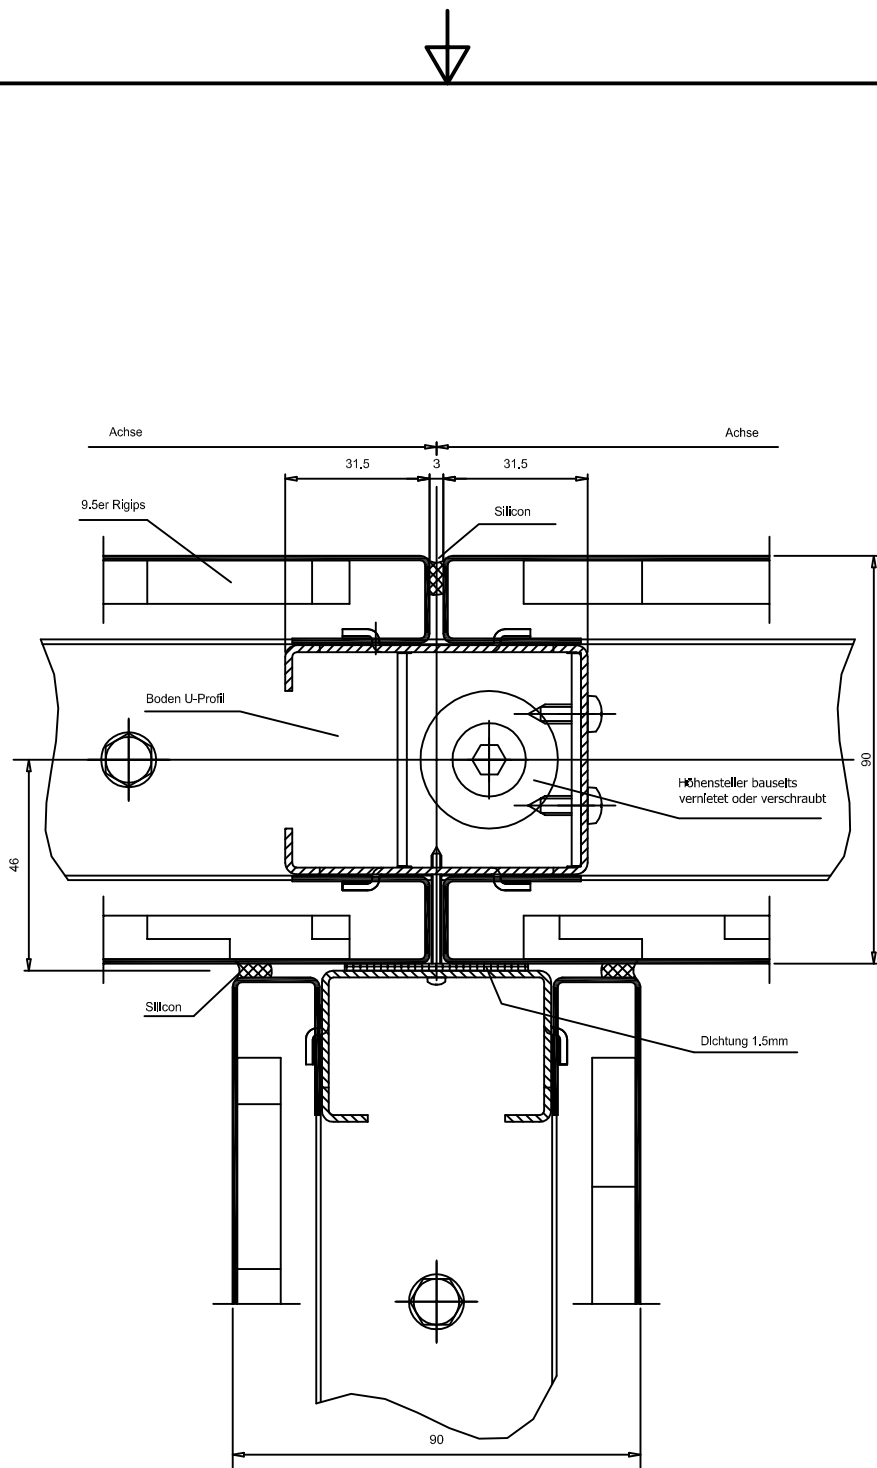 Achse
Achse
31.5
3
31.5
9.5er Rigips
Silicon
Boden U-Profil
90
Höhensteller bauseits
vernietet oder verschraubt
46
Silicon
Dichtung 1.5mm
90